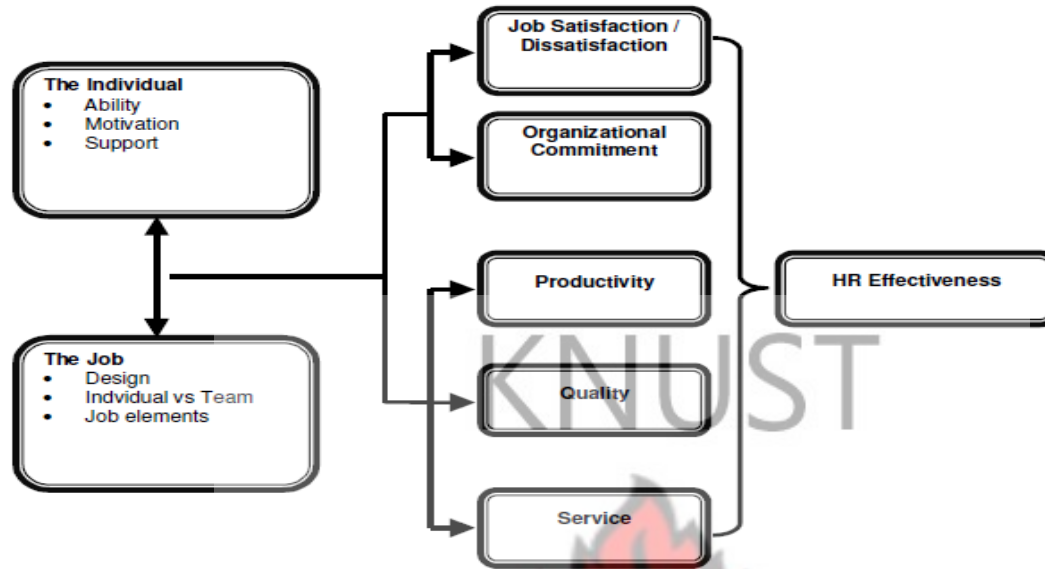 The Individual
• Ability
• Motivation
• Support
The Job
• Design
• Indvidual vs Team
• Job elements
Job Satisfaction /
Dissatisfaction
Organizational
Commitment
Productivity
Quality
Service
HR Effectiveness
KNUST